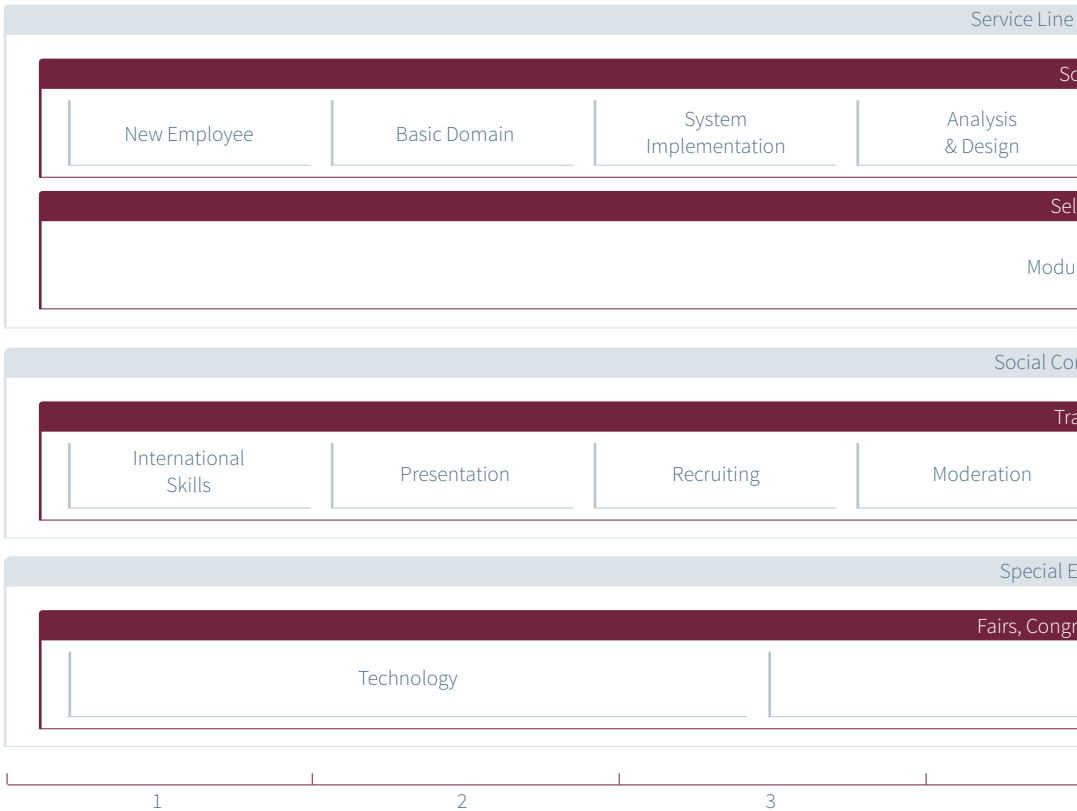 Service Line
New Employee
Basic Domain
System
Implementation
Analysis
& Design
Social
International
Skills
Presentation
Recruiting
Moderation
Special
Fairs,
Technology
1
2
3